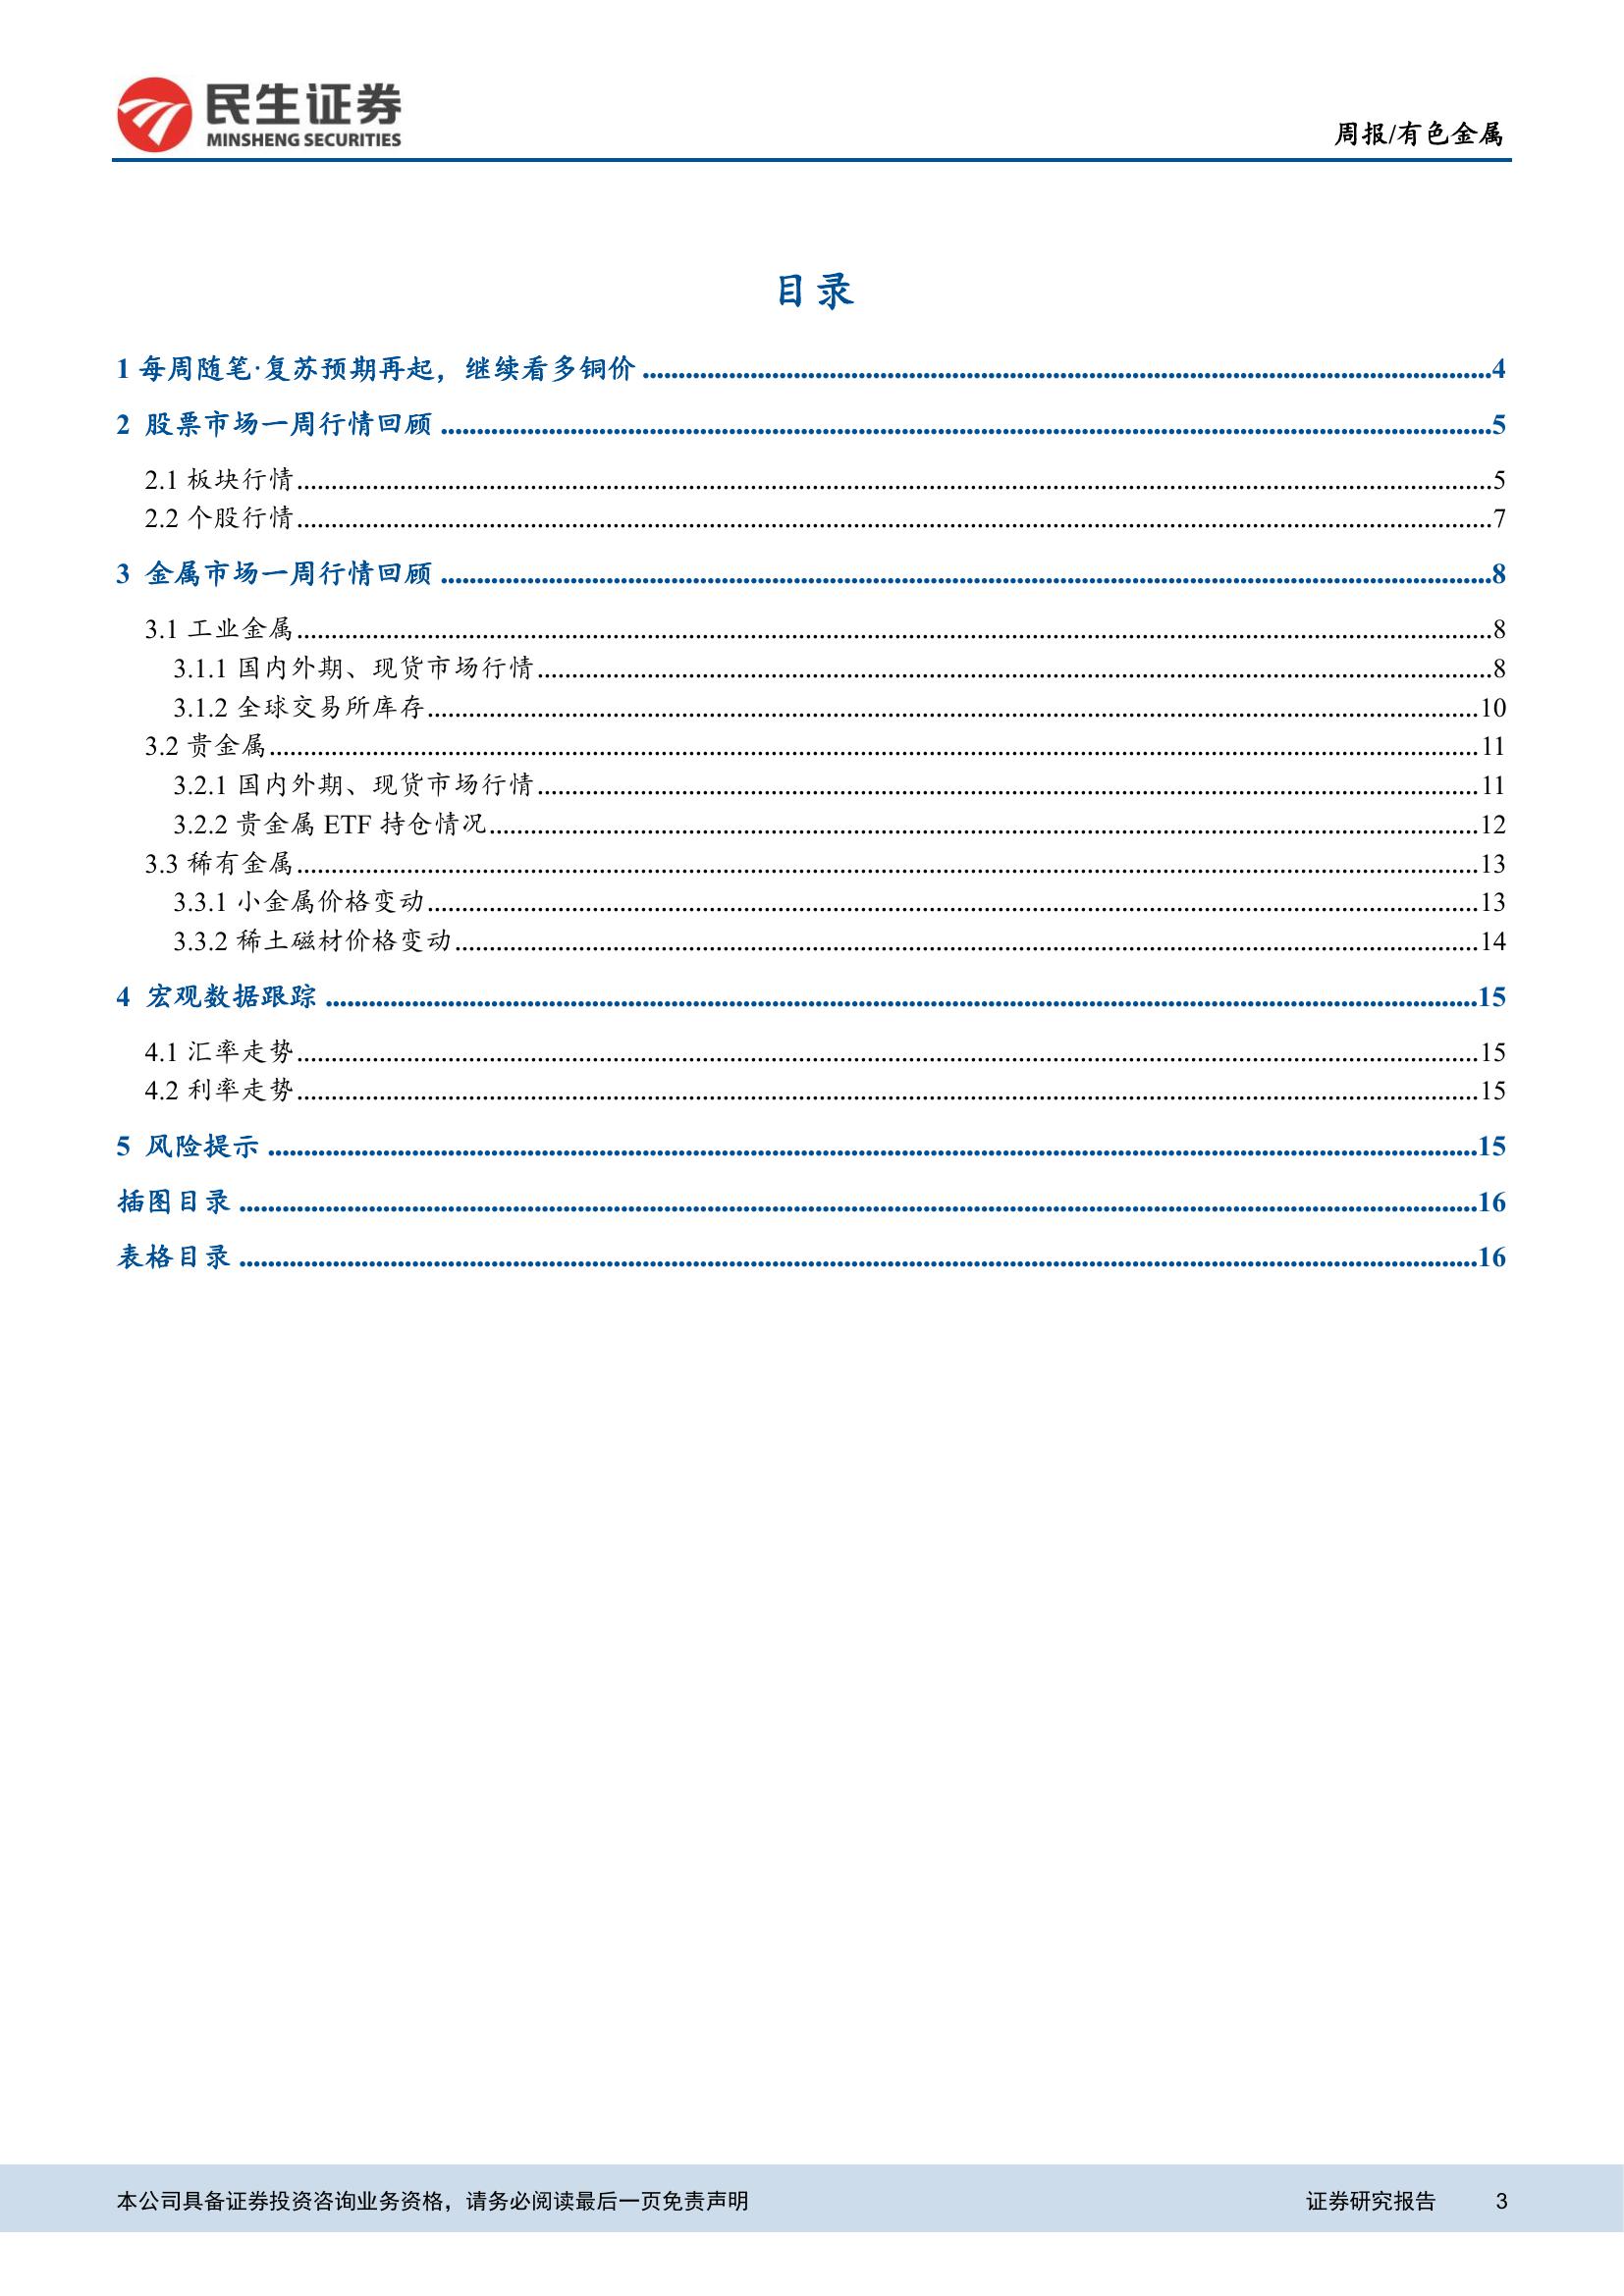 民生证券
MINSHENG SECURITIES
周报/有色金属
目录
1 每周随笔·复苏预期再起，继续看多铜价 4
2 股票市场一周行情回顾 5
2.1 板块行情 5
2.2 个股行情 7
3 金属市场一周行情回顾 8
3.1 工业金属 8
3.1.1 国内外期、现货市场行情 8
3.1.2 全球交易所库存 10
3.2 贵金属 11
3.2.1 国内外期、现货市场行情 11
3.2.2 贵金属 ETF 持仓情况 12
3.3 稀有金属 13
3.3.1 小金属价格变动 13
3.3.2 稀土磁材价格变动 14
4 宏观数据跟踪 15
4.1 汇率走势 15
4.2 利率走势 15
5 风险提示 15
插图目录 16
表格目录 16
本公司具备证券投资咨询业务资格，请务必阅读最后一页免责声明 证券研究报告 3